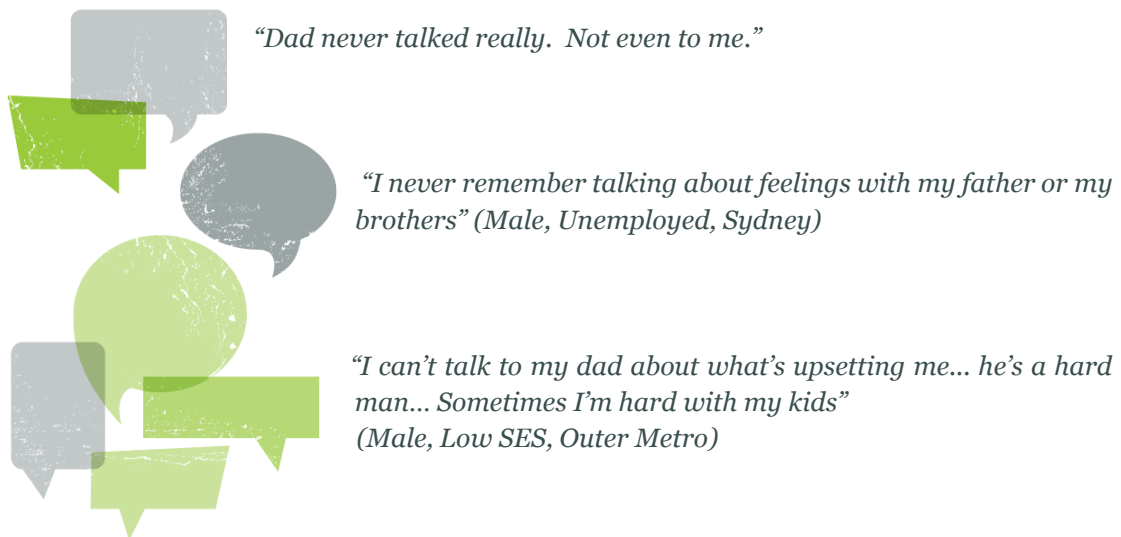 “Dad never talked really.  Not even to me.”
“I never remember talking about feelings with my father or my
brothers” (Male, Unemployed, Sydney)
“I can’t talk to my dad about what’s upsetting me... he’s a hard
man... Sometimes I’m hard with my kids”
(Male, Low SES, Outer Metro)